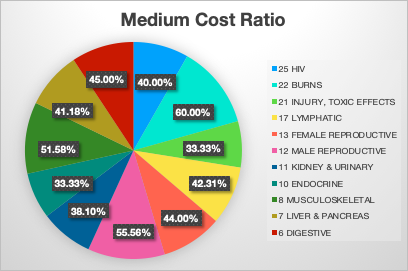 Medium Cost Ratio
45.00%
40.00%
60.00%
41.18%
33.33%
51.58%
42.31%
33.33%
38.10%
44.00%
55.56%
25 HIV
22 BURNS
21 INJURY, TOXIC EFFECTS
17 LYMPHATIC
13 FEMALE REPRODUCTIVE
12 MALE REPRODUCTIVE
11 KIDNEY & URINARY
10 ENDOCRINE
8 MUSCULOSKELETAL
7 LIVER & PANCREAS
6 DIGESTIVE